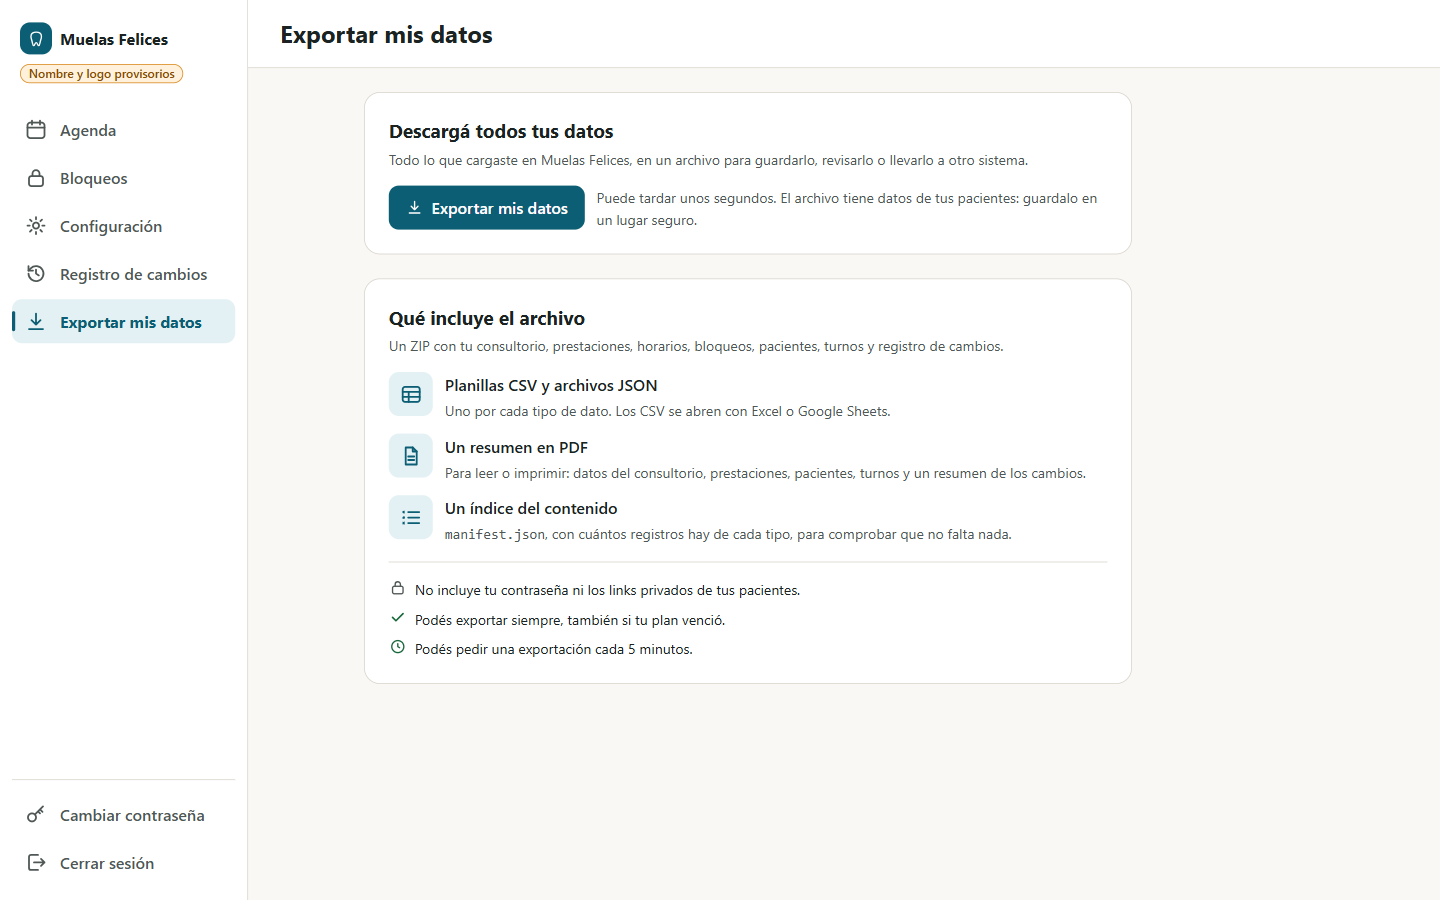 Muelas Felices
Nombre y logo provisorios
Agenda
Bloqueos
Configuración
Registro de cambios
Exportar mis datos
Cambiar contraseña
Cerrar sesión
Exportar mis datos
Descargá todos tus datos
Todo lo que cargaste en Muelas Felices, en un archivo para guardarlo, revisarlo o llevarlo a otro sistema.
Exportar mis datos
Puede tardar unos segundos. El archivo tiene datos de tus pacientes: guardalo en
un lugar seguro.
Qué incluye el archivo
Un ZIP con tu consultorio, prestaciones, horarios, bloqueos, pacientes, turnos y registro de cambios.
Planillas CSV y archivos JSON
Uno por cada tipo de dato. Los CSV se abren con Excel o Google Sheets.
Un resumen en PDF
Para leer o imprimir: datos del consultorio, prestaciones, pacientes, turnos y un resumen de los cambios.
Un índice del contenido
manifest.json, con cuántos registros hay de cada tipo, para comprobar que no falta nada.
No incluye tu contraseña ni los links privados de tus pacientes.
Podés exportar siempre, también si tu plan venció.
Podés pedir una exportación cada 5 minutos.